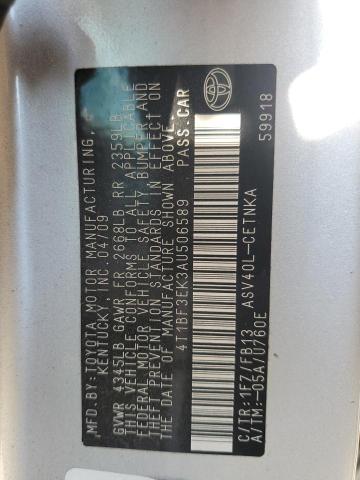 MFD.BY:TOYOTA MOTOR MANUFACTURING,
KENTUCKY, INC.04/09
GVWR 4345LB GAWR FR 2668LB RR 2359LB
THIS VEHICLE CONFORMS TO ALL APPLICABLE
FEDERAL MOTOR VEHICLE SAFETY BUMPER AND
THEFT PREVENTION STANDARDS IN EFFECT ON
THE DATE OF MANUFACTURE SHOWN ABOVE.
4T1BF3EK3AU506589 PASS.CAR
C/TR:1FZ/FB13 ASV40L-CETNKA
A/TM:-05A/U760E 59918